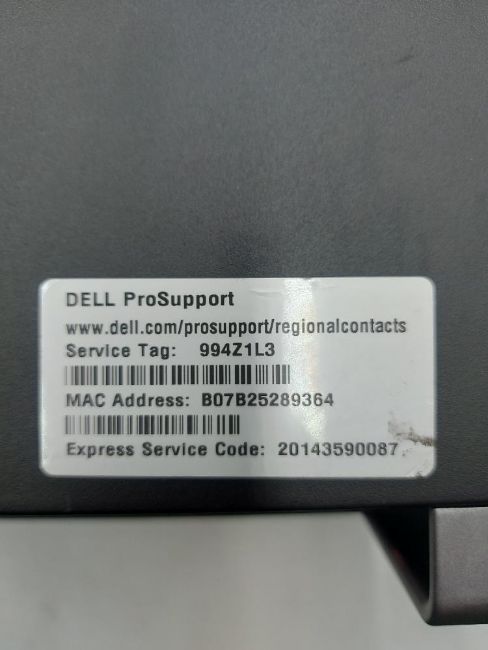 DELL ProSupport
www.dell.com/prosupport/regionalcontacts
Service Tag: 994Z1L3
MAC Address: B07B25289364
Express Service Code: 20143590087